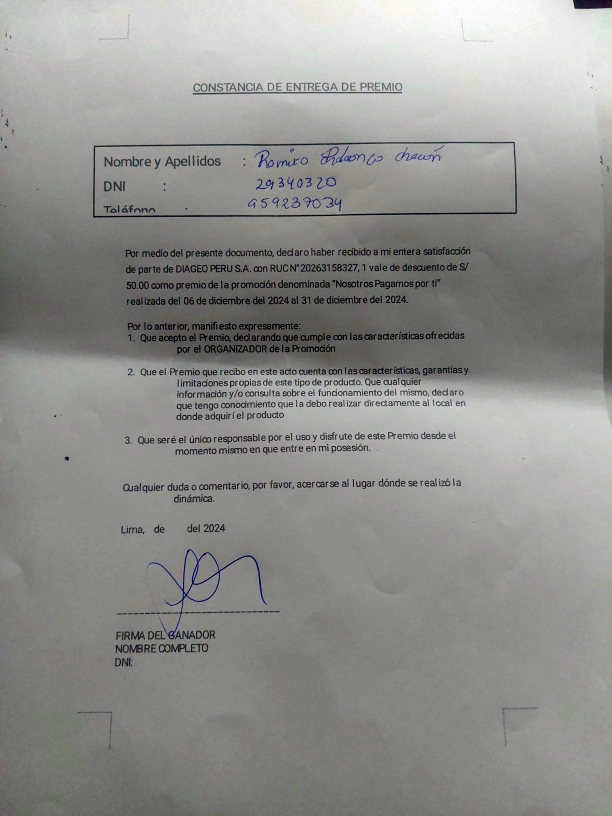 CONSTANCIA DE ENTREGA DE PREMIO
Nombre y Apellidos : Ramiro chacón
DNI : 29340320
Teléfono : 959237034
Por medio del presente documento, declaro haber recibido a mi entera satisfacción
de parte de DIAGEO PERU S.A. con RUC N° 20263158327, 1 vale de descuento de S/
50.00 como premio de la promoción denominada "Nosotros Pagamos por ti"
realizada del 06 de diciembre del 2024 al 31 de diciembre del 2024.
Por lo anterior, manifiesto expresamente:
1. Que acepto el Premio, declarando que cumple con las características ofrecidas
por el ORGANIZADOR de la Promoción
2. Que el Premio que recibo en este acto cuenta con las características, garantías y
limitaciones propias de este tipo de producto. Que cualquier
información y/o consulta sobre el funcionamiento del mismo, declaro
que tengo conocimiento que la debo realizar directamente al local en
donde adquirí el producto
3. Que seré el único responsable por el uso y disfrute de este Premio desde el
momento mismo en que entre en mi posesión.
Cualquier duda o comentario, por favor, acercarse al lugar dónde se realizó la
dinámica.
Lima, de del 2024
FIRMA DEL GANADOR
NOMBRE COMPLETO
DNI: